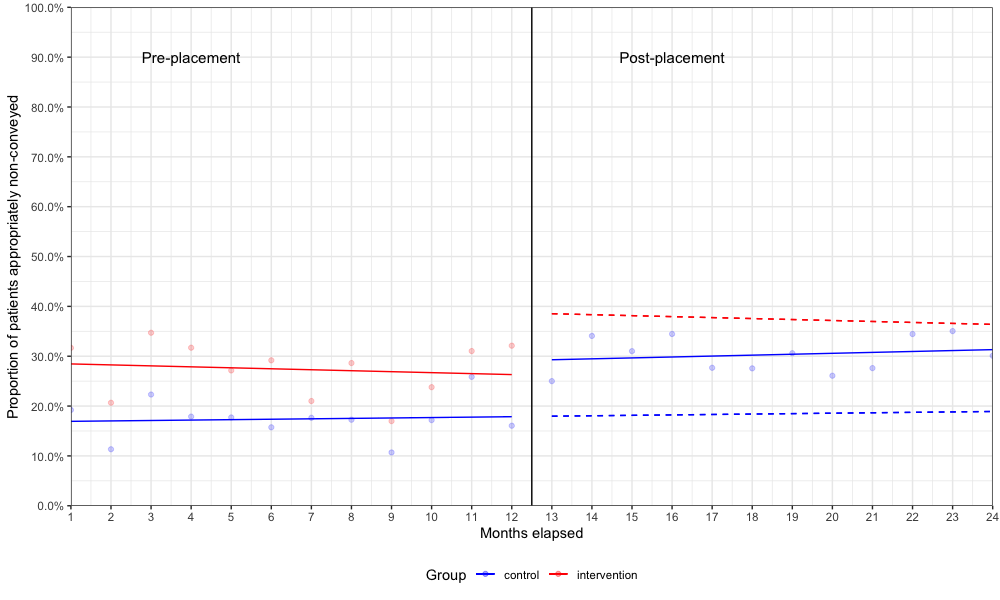 Proportion of patients appropriately non-conveyed
100.0%
90.0%
80.0%
70.0%
60.0%
50.0%
40.0%
30.0%
20.0%
10.0%
0.0%
Pre-placement
Post-placement
1 2 3 4 5 6 7 8 9 10 11 12 13 14 15 16 17 18 19 20 21 22 23 24
Months elapsed
Group control intervention